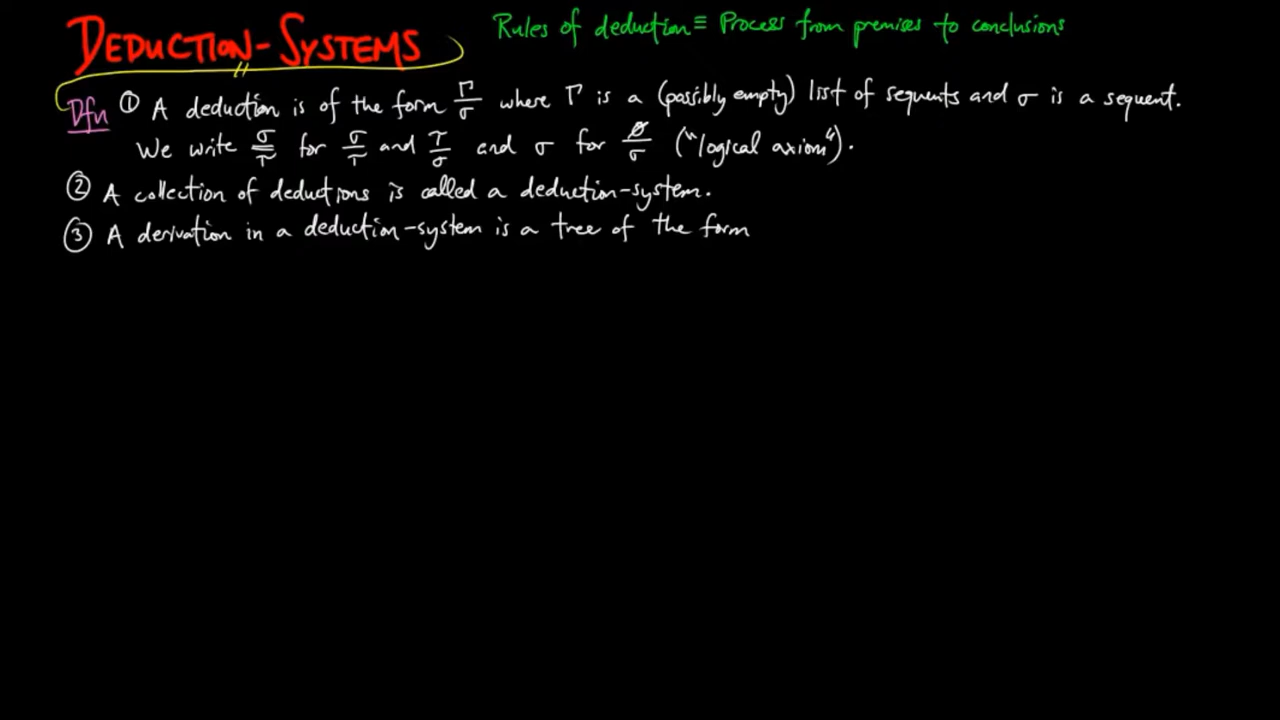 DEDUCTION-SYSTEMS
Rules of deduction ≡ Process from premises to conclusions
Dfn ① A deduction is of the form Γ/σ where Γ is a (possibly empty) list of sequents and σ is a sequent.
We write σ/τ (double line) for σ/τ and τ/σ and σ for ∅/σ ("logical axiom").
② A collection of deductions is called a deduction-system.
③ A derivation in a deduction-system is a tree of the form